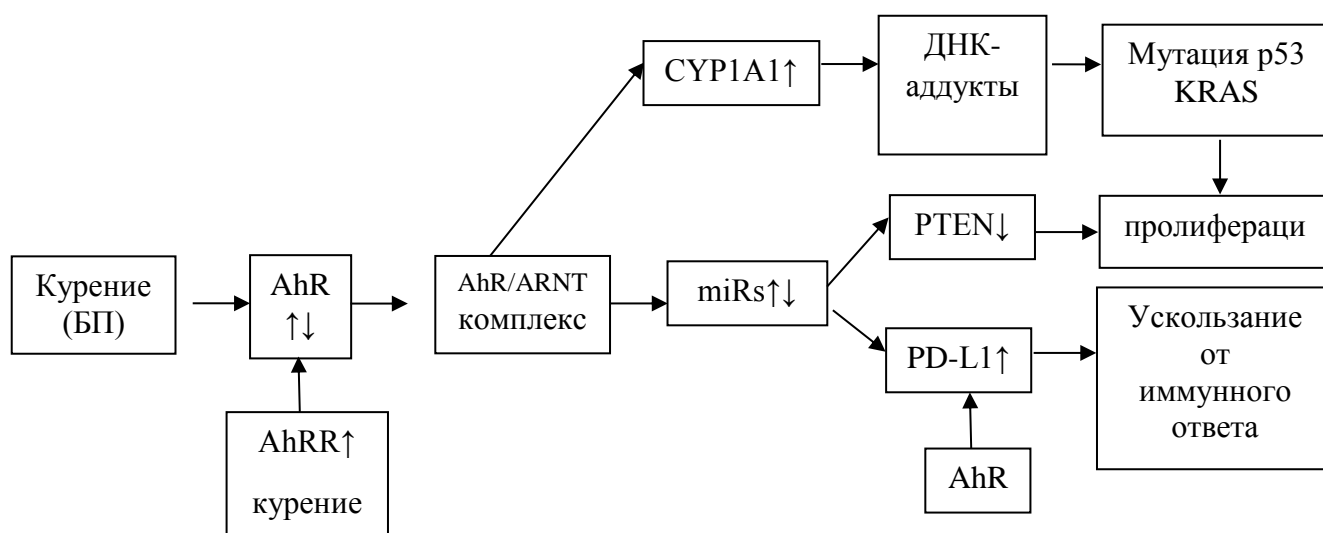 CYP1A1↑
ДНК-
аддукты
Мутация p53
KRAS
PTEN↓
пролифераци
Курение
(БП)
AhR
↑↓
AhR/ARNT
комплекс
miRs↑↓
PD-L1↑
Ускользание
от
иммунного
ответа
AhRR↑
курение
AhR